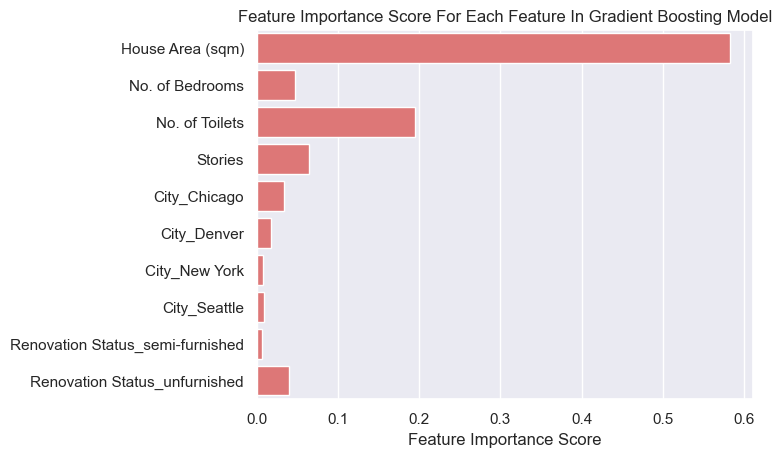 Feature Importance Score For Each Feature In Gradient Boosting Model
House Area (sqm)
No. of Bedrooms
No. of Toilets
Stories
City_Chicago
City_Denver
City_New York
City_Seattle
Renovation Status_semi-furnished
Renovation Status_unfurnished
0.0 0.1 0.2 0.3 0.4 0.5 0.6
Feature Importance Score